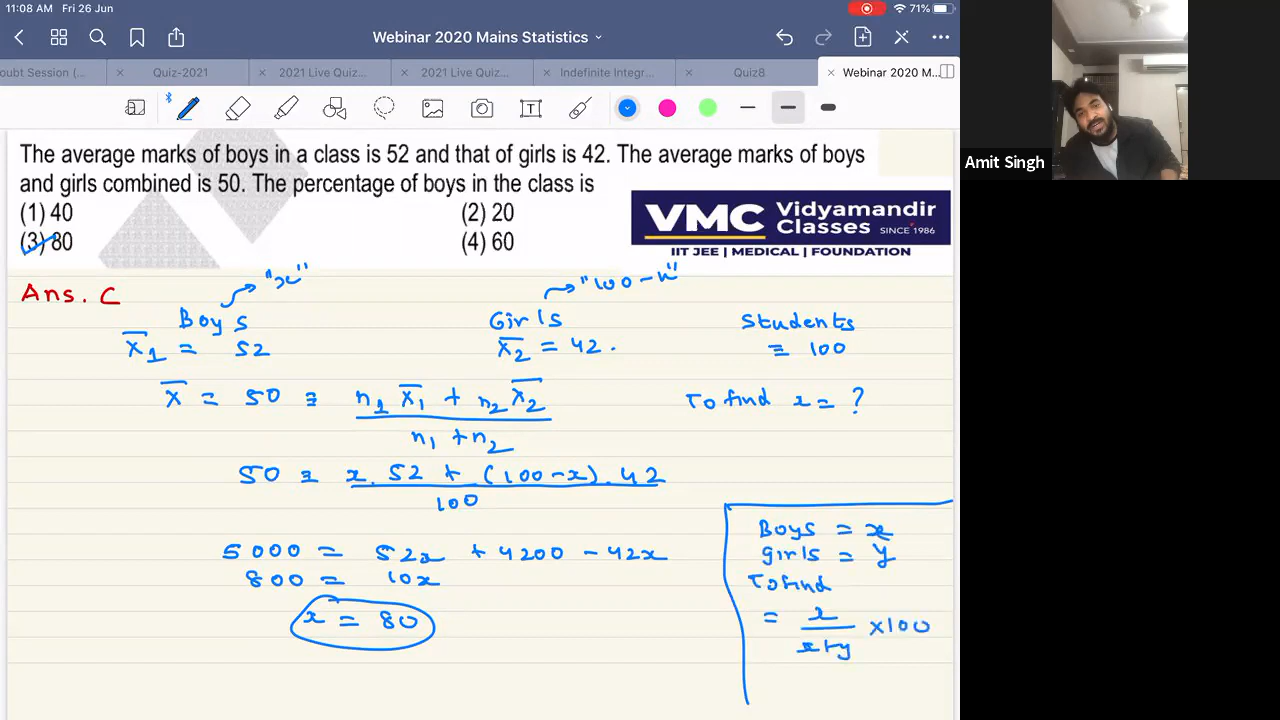 11:08 AM Fri 26 Jun
71%
Webinar 2020 Mains Statistics
oubt Session (...
Quiz-2021
2021 Live Quiz...
2021 Live Quiz...
Indefinite Integr...
Quiz8
Webinar 2020 M...
The average marks of boys in a class is 52 and that of girls is 42. The average marks of boys
and girls combined is 50. The percentage of boys in the class is
(1) 40
(2) 20
(3) 80
(4) 60
VMC Vidyamandir Classes SINCE 1986
IIT JEE | MEDICAL | FOUNDATION
Amit Singh
Ans. C
"x"
"100 - x"
Boys
Girls
Students
x̄₁ = 52
x̄₂ = 42.
= 100
x̄ = 50 = n₁ x̄₁ + n₂ x̄₂
n₁ + n₂
To find x = ?
50 = x. 52 + (100 - x) . 42
100
5000 = 52x + 4200 - 42x
800 = 10x
x = 80
Boys = x
girls = y
To find
= x/x+y ×100